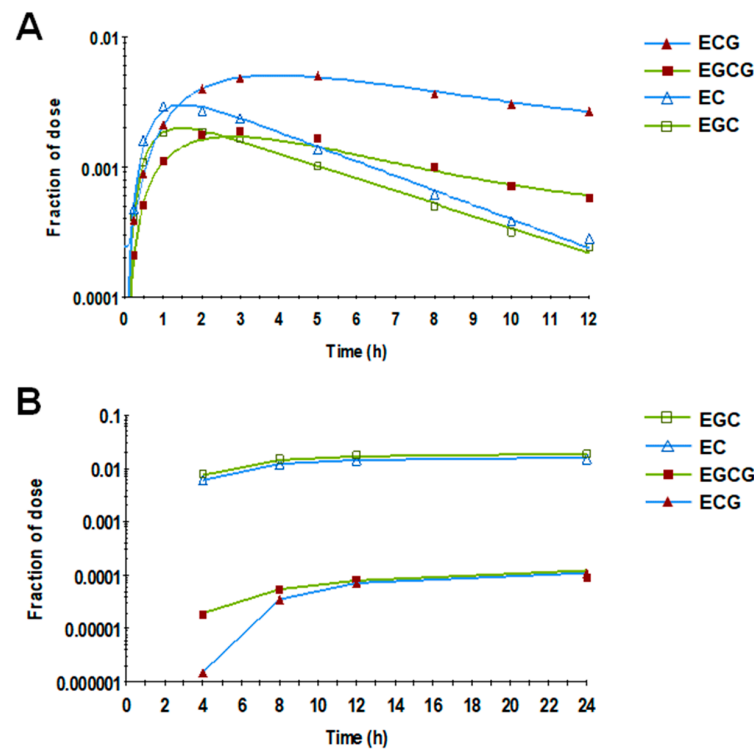 A
Fraction of dose
0.01
0.001
0.0001
0 1 2 3 4 5 6 7 8 9 10 11 12
Time (h)
ECG
EGCG
EC
EGC
B
Fraction of dose
0.1
0.01
0.001
0.0001
0.00001
0.000001
0 2 4 6 8 10 12 14 16 18 20 22 24
Time (h)
EGC
EC
EGCG
ECG